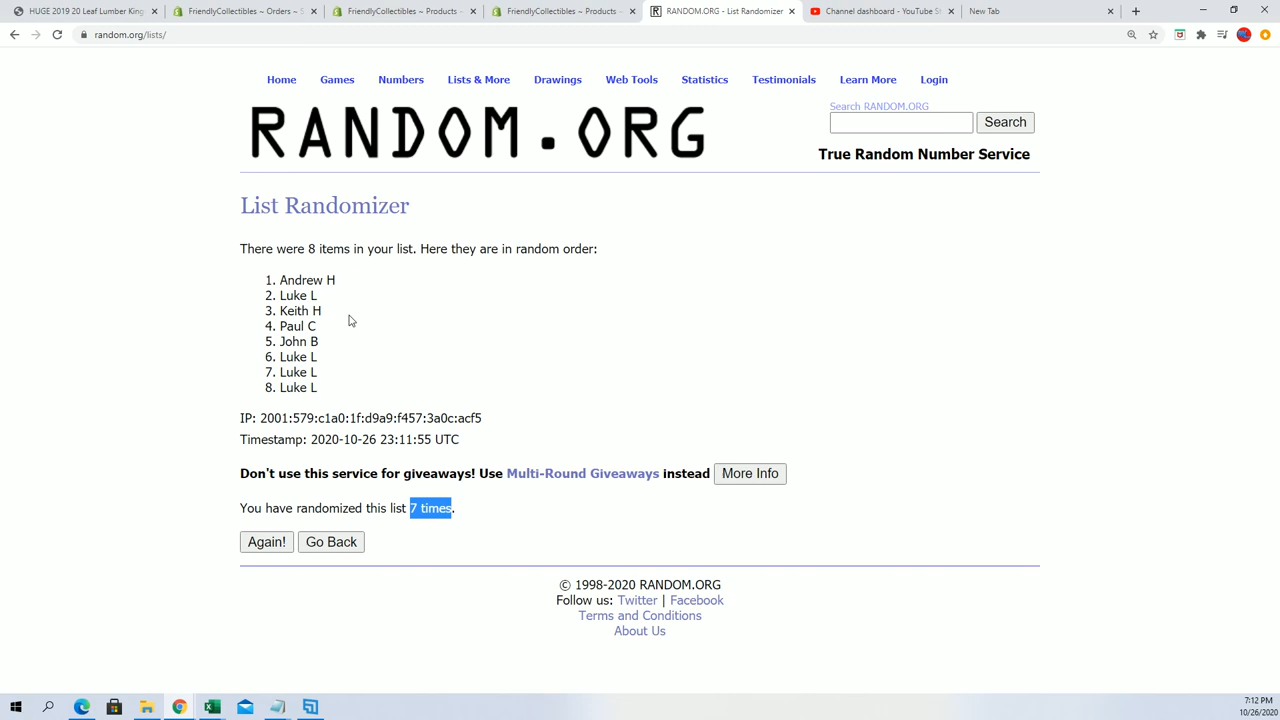 HUGE 19 20 Leaf Lumber King
FriendlyCollectibles ~ Orders ~ S
FriendlyCollectibles ~ Products ~
FriendlyCollectibles ~ Products ~
RANDOM.ORG - List Randomizer
Channel dashboard - YouTube St
New Tab
random.org/lists/
Home Games Numbers Lists & More Drawings Web Tools Statistics Testimonials Learn More Login
RANDOM.ORG
Search RANDOM.ORG
Search
True Random Number Service
List Randomizer
There were 8 items in your list. Here they are in random order:
1. Andrew H
2. Luke L
3. Keith H
4. Paul C
5. John B
6. Luke L
7. Luke L
8. Luke L
IP: 2001:579:c1a0:1f:d9a9:f457:3a0c:acf5
Timestamp: 2020-10-26 23:11:55 UTC
Don't use this service for giveaways! Use Multi-Round Giveaways instead More Info
You have randomized this list 7 times.
Again! Go Back
© 1998-2020 RANDOM.ORG
Follow us: Twitter | Facebook
Terms and Conditions
About Us
7:12 PM
10/26/2020